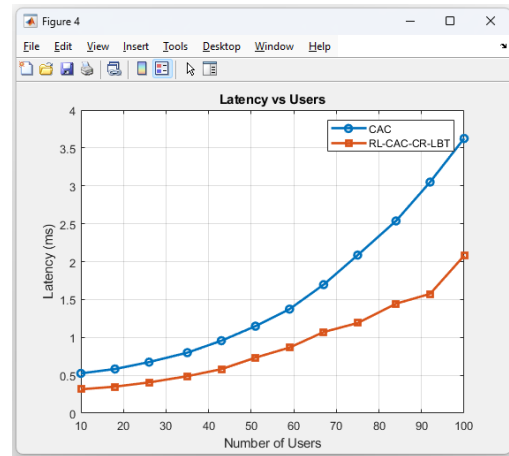 Figure 4
File Edit View Insert Tools Desktop Window Help
Latency vs Users
CAC
RL-CAC-CR-LBT
Latency (ms)
4
3.5
3
2.5
2
1.5
1
0.5
0
10 20 30 40 50 60 70 80 90 100
Number of Users